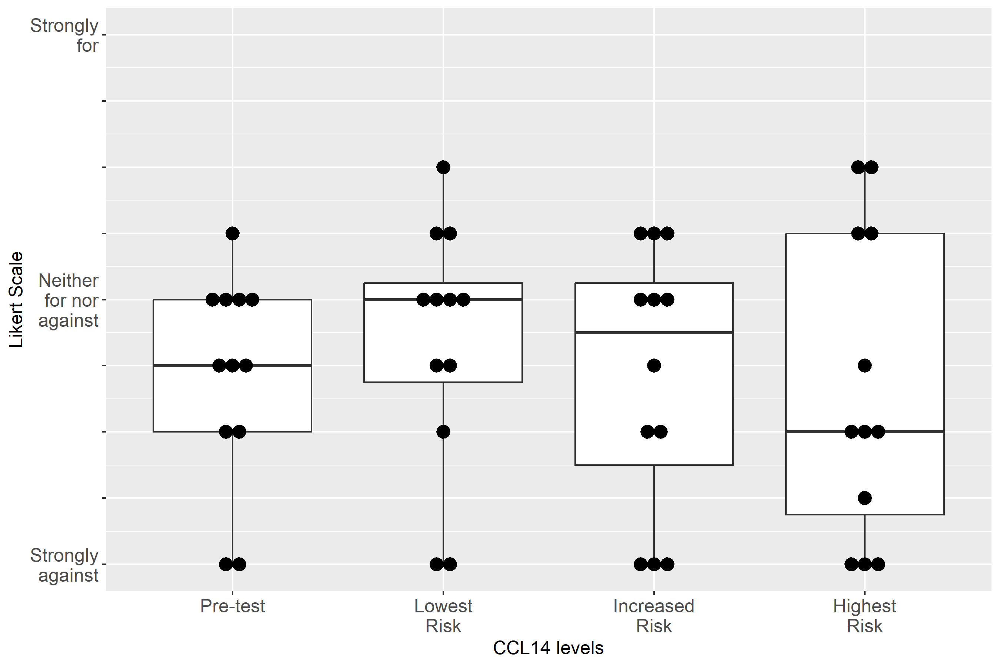 Strongly
for
Neither
for nor
against
Strongly
against
Likert Scale
Pre-test
Lowest
Risk
Increased
Risk
Highest
Risk
CCL14 levels